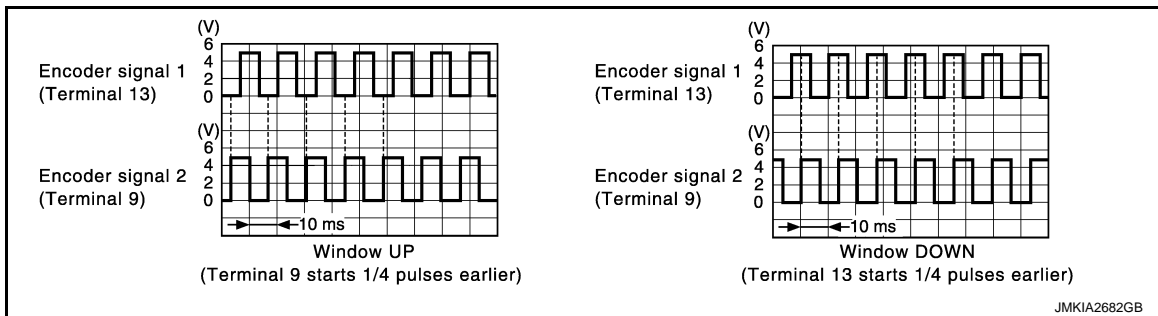 (V)
6
4
2
0
Encoder signal 1
(Terminal 13)
(V)
6
4
2
0
Encoder signal 2
(Terminal 9)
10 ms
Window UP
(Terminal 9 starts 1/4 pulses earlier)
(V)
6
4
2
0
Encoder signal 1
(Terminal 13)
(V)
6
4
2
0
Encoder signal 2
(Terminal 9)
10 ms
Window DOWN
(Terminal 13 starts 1/4 pulses earlier)
JMKIA2682GB